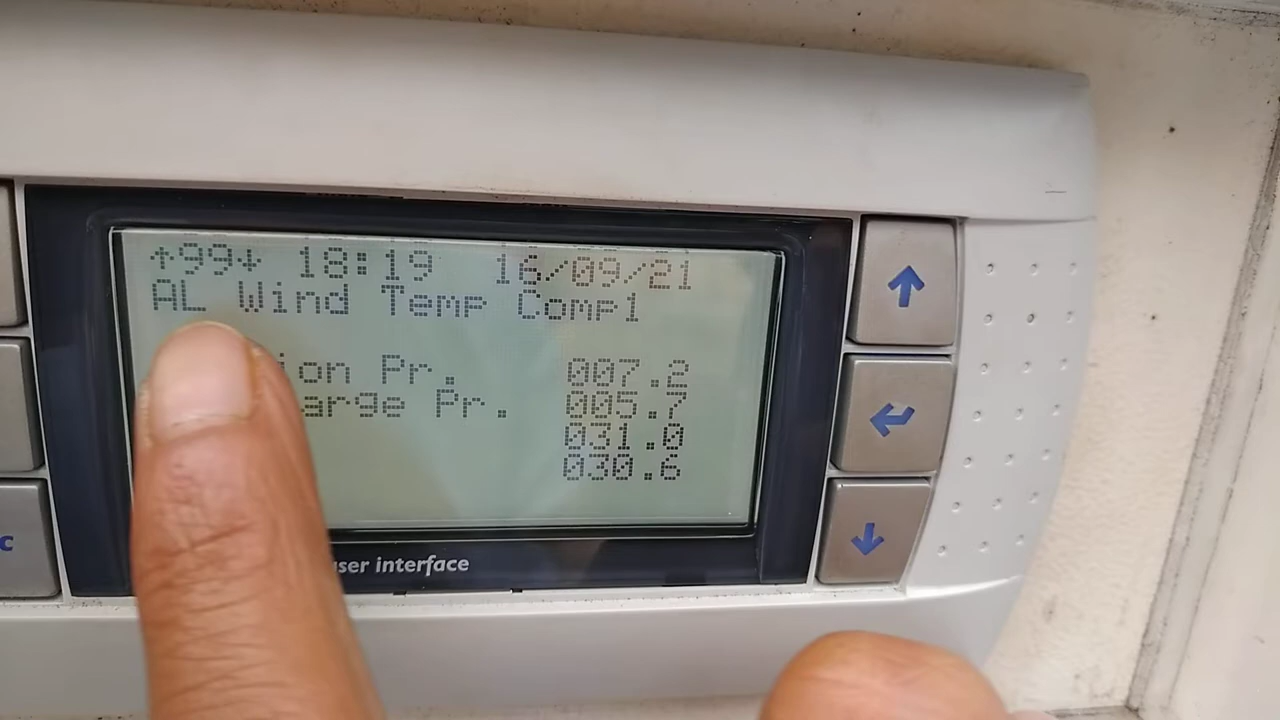 ↑99↓ 18:19 16/09/21
AL Wind Temp Comp1
ion Pr. 007.2
arge Pr. 005.7
031.0
030.6
user interface
c